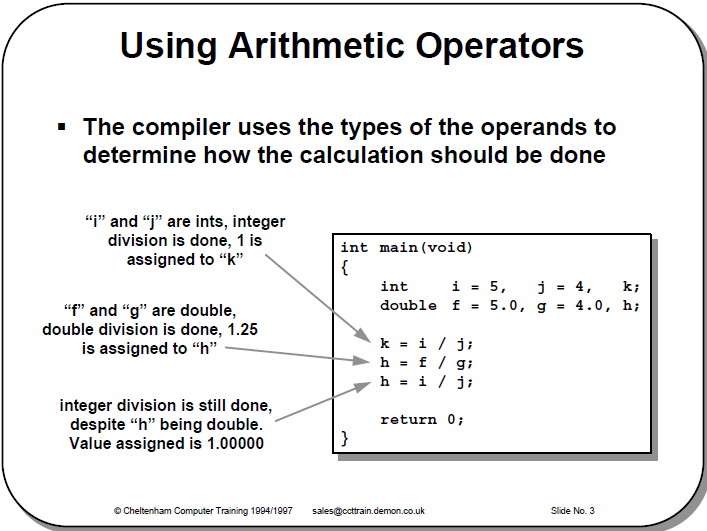 Using Arithmetic Operators
▪ The compiler uses the types of the operands to
determine how the calculation should be done
“i” and “j” are ints, integer
division is done, 1 is
assigned to “k”
“f” and “g” are double,
double division is done, 1.25
is assigned to “h”
integer division is still done,
despite “h” being double.
Value assigned is 1.00000
int main(void)
{
int i = 5, j = 4, k;
double f = 5.0, g = 4.0, h;
k = i / j;
h = f / g;
h = i / j;
return 0;
}
© Cheltenham Computer Training 1994/1997 sales@ccttrain.demon.co.uk Slide No. 3